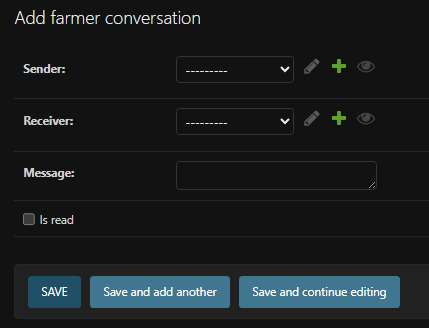 Add farmer conversation
Sender: ---------
Receiver: ---------
Message:
Is read
SAVE Save and add another Save and continue editing